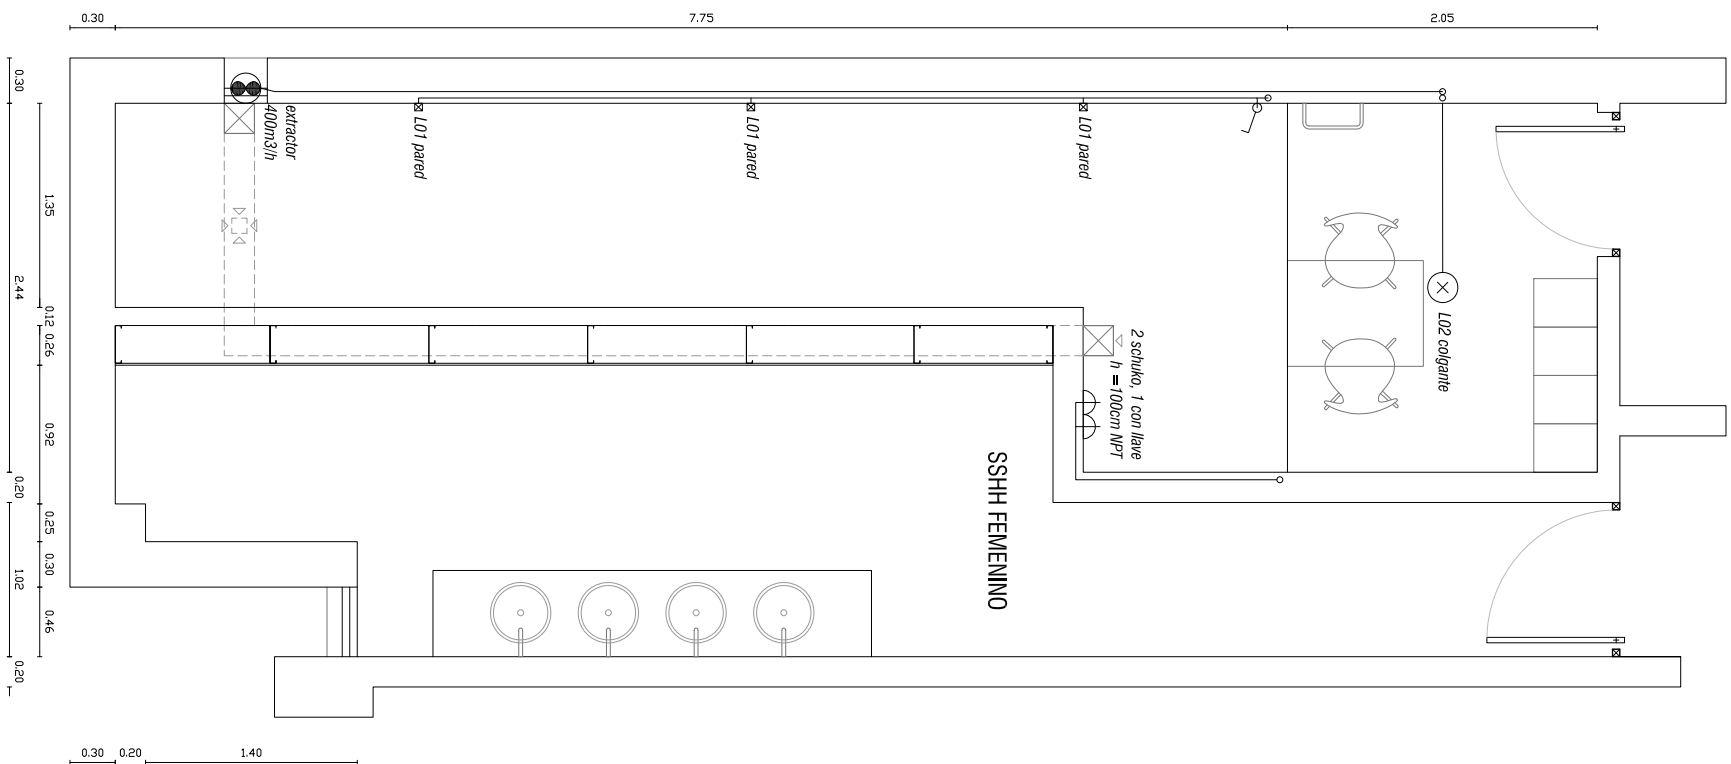 0.30
7.75
2.05
0.30
1.35
2.44
0.12
0.26
0.92
0.20
0.25
0.30
1.02
0.46
0.20
extractor
400m3/h
L01 pared
L01 pared
L01 pared
L02 colgante
2 schuko, 1 con llave
h =100cm NPT
SSHH FEMENINO
0.30
0.20
1.40